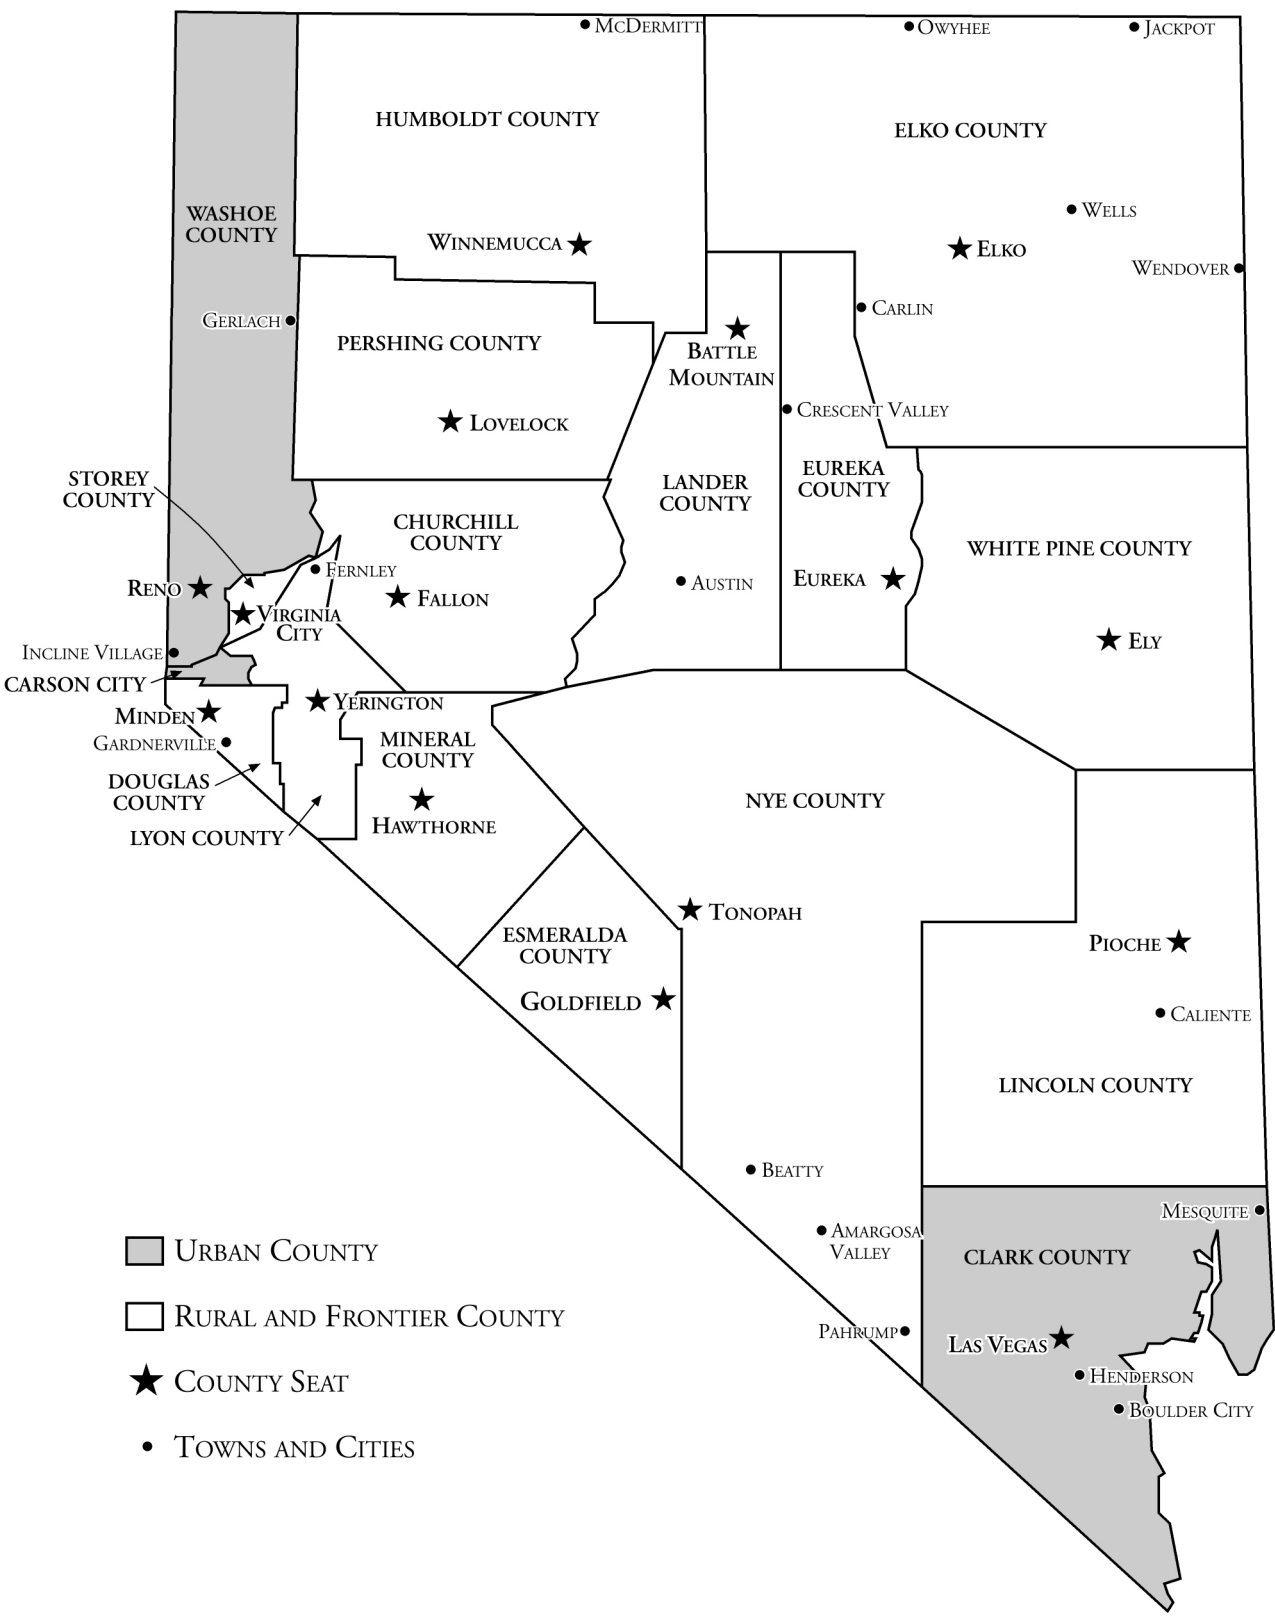 McDermitt
Owyhee
Jackpot
HUMBOLDT COUNTY
ELKO COUNTY
WASHOE
COUNTY
Wells
Winnemucca
Elko
Wendover
Carlin
Gerlach
PERSHING COUNTY
Battle
Mountain
Crescent Valley
Lovelock
STOREY
COUNTY
LANDER
COUNTY
EUREKA
COUNTY
CHURCHILL
COUNTY
WHITE PINE COUNTY
Fernley
Austin
Eureka
Reno
Fallon
Virginia
City
Ely
Incline Village
CARSON CITY
Yerington
Minden
Gardnerville
MINERAL
COUNTY
DOUGLAS
COUNTY
NYE COUNTY
LYON COUNTY
Hawthorne
Tonopah
ESMERALDA
COUNTY
Pioche
Goldfield
Caliente
LINCOLN COUNTY
Beatty
Mesquite
Amargosa
Valley
CLARK COUNTY
Pahrump
Las Vegas
Henderson
Boulder City
Urban County
Rural and Frontier County
County Seat
Towns and Cities